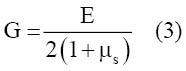 G = E / 2(1+μₛ) (3)